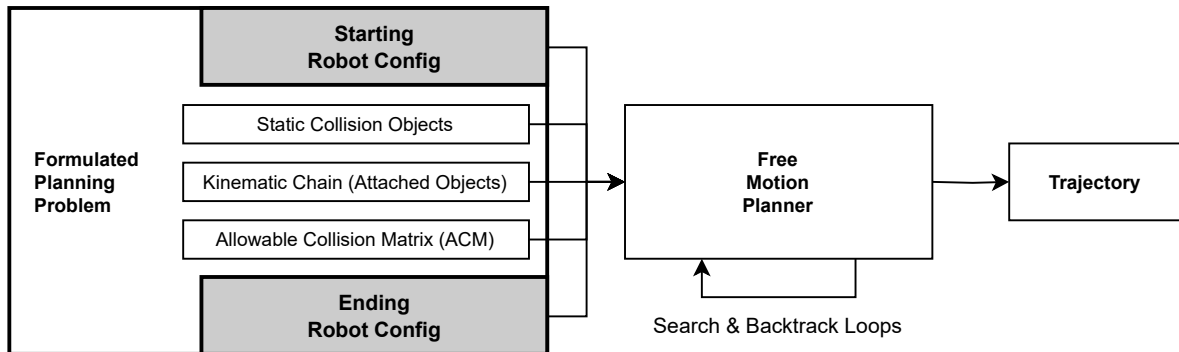 Starting
Robot Config
Static Collision Objects
Formulated
Planning
Problem
Kinematic Chain (Attached Objects)
Allowable Collision Matrix (ACM)
Ending
Robot Config
Free
Motion
Planner
Search & Backtrack Loops
Trajectory